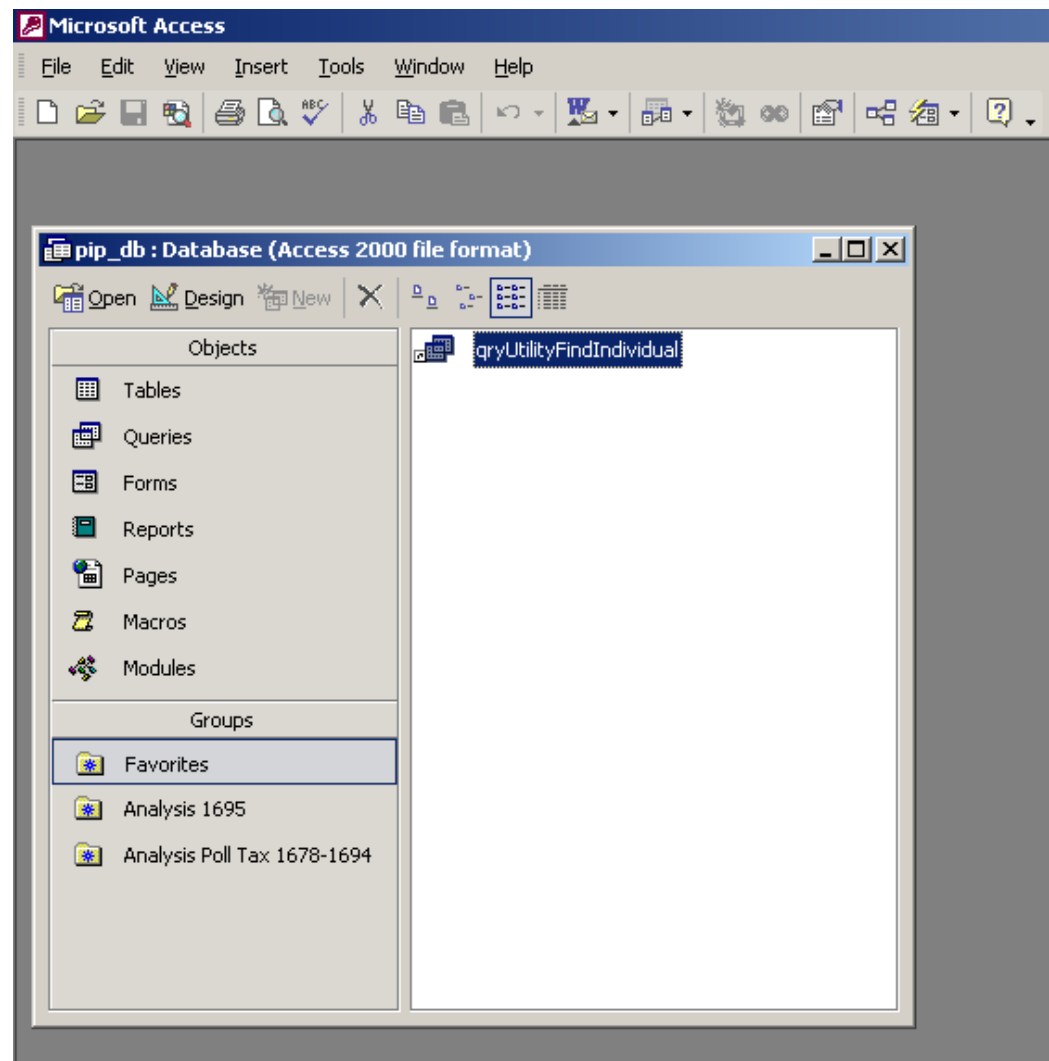 Microsoft Access
File Edit View Insert Tools Window Help
pip_db : Database (Access 2000 file format)
Open Design New
Objects
qryUtilityFindIndividual
Tables
Queries
Forms
Reports
Pages
Macros
Modules
Groups
Favorites
Analysis 1695
Analysis Poll Tax 1678-1694